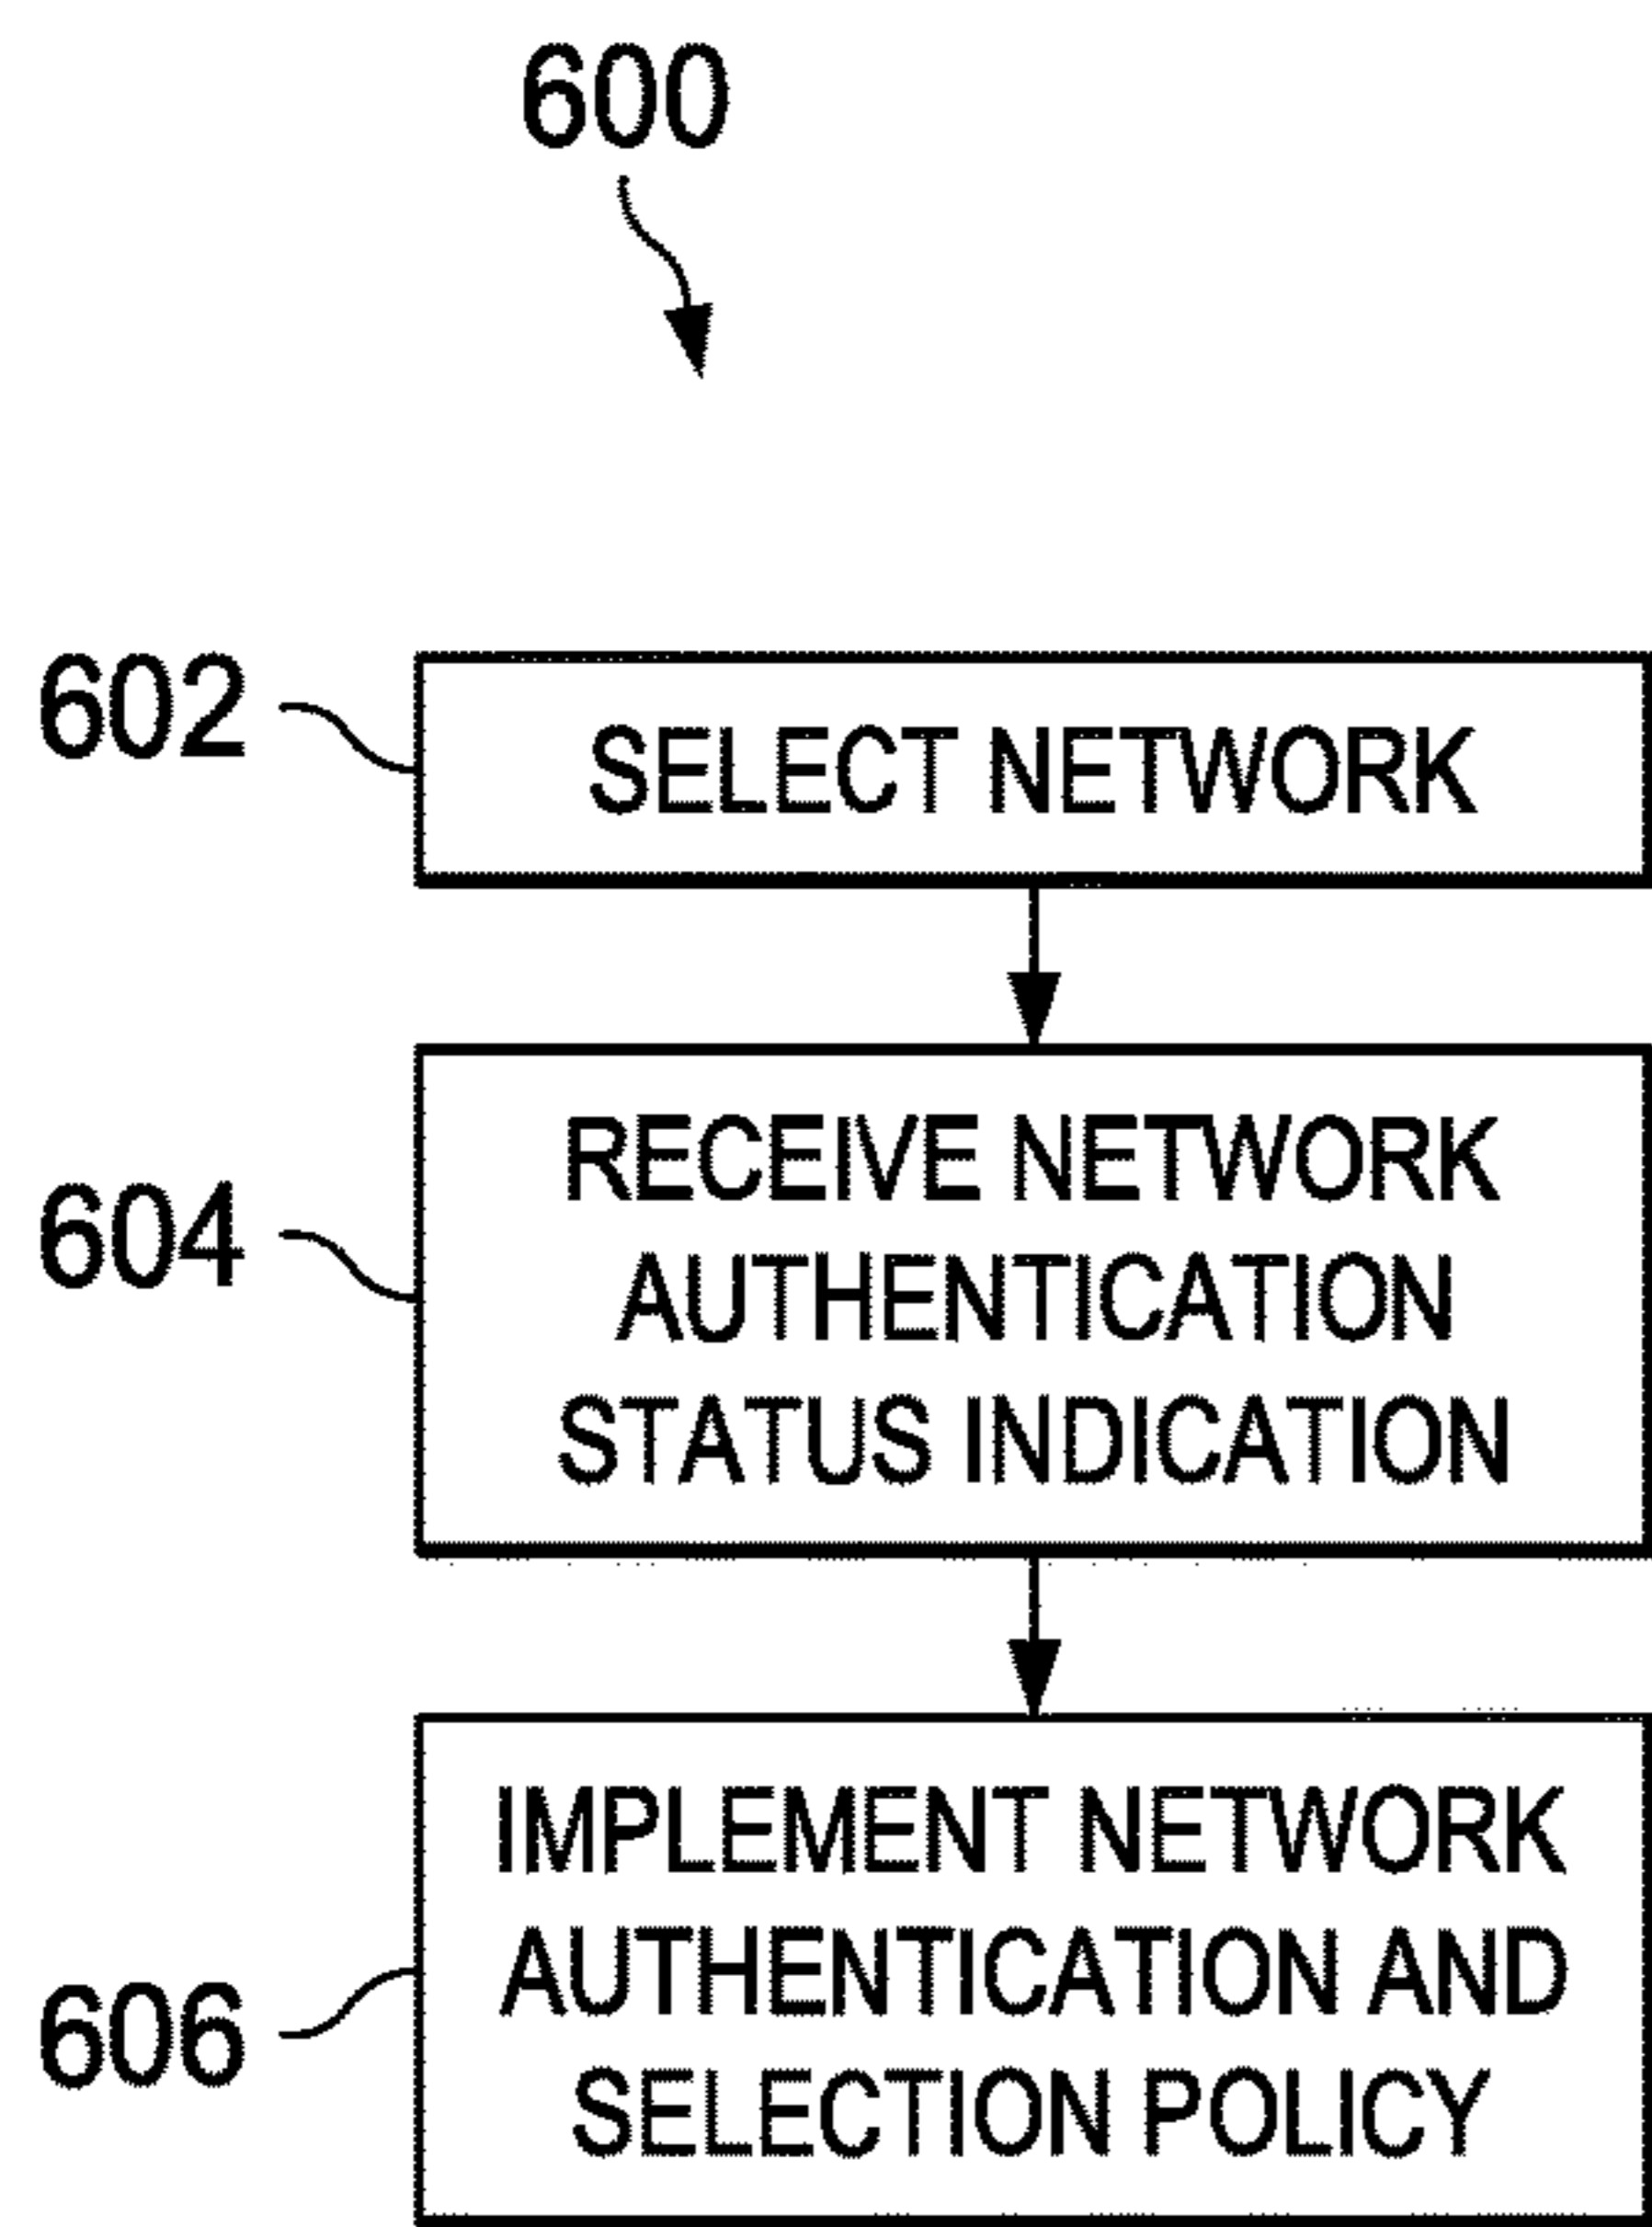 600
602
SELECT NETWORK
604
RECEIVE NETWORK
AUTHENTICATION
STATUS INDICATION
606
IMPLEMENT NETWORK
AUTHENTICATION AND
SELECTION POLICY